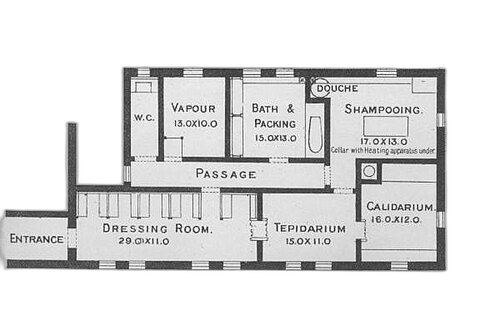 W.C.
VAPOUR
13.0X10.0
BATH &
PACKING
15.0X13.0
DOUCHE
SHAMPOOING.
17.0X13.0
Cellar with Heating apparatus under
PASSAGE
CALIDARIUM.
16.0X12.0.
ENTRANCE
DRESSING ROOM.
29.0X11.0
TEPIDARIUM
15.0X11.0